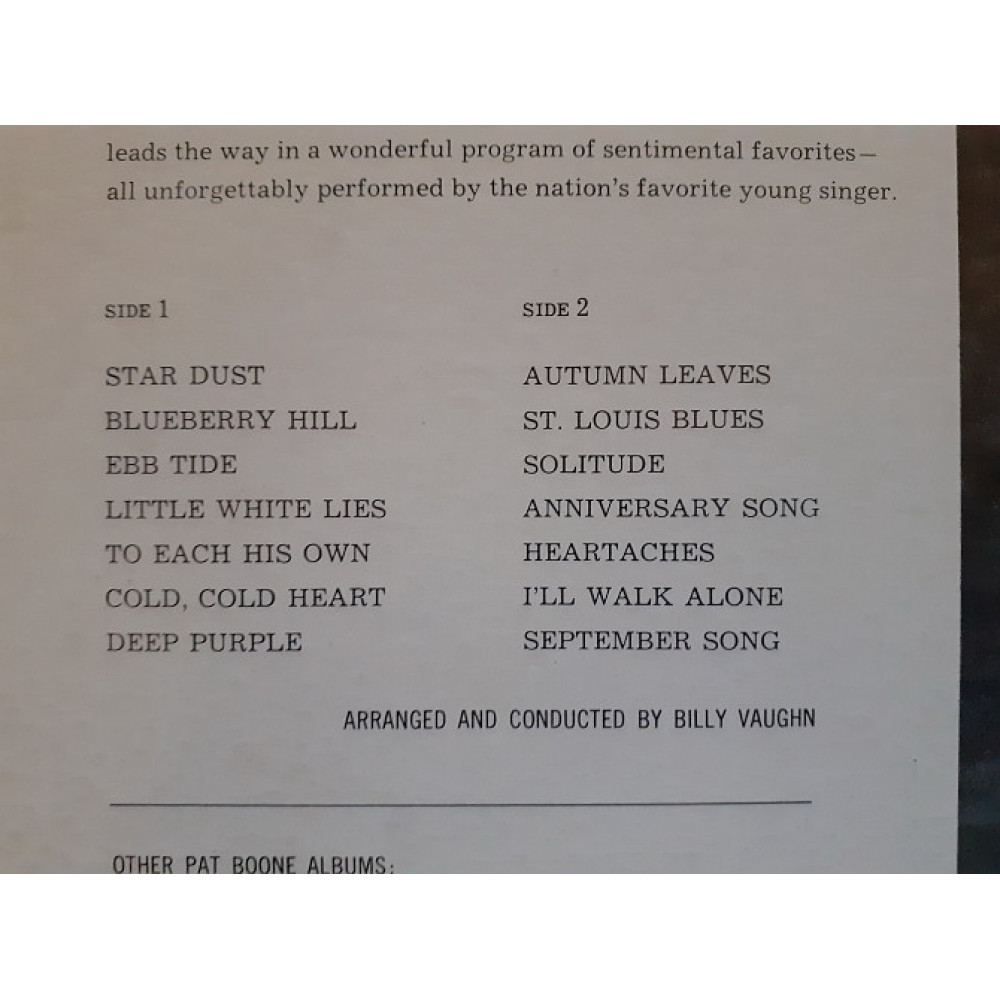 leads the way in a wonderful program of sentimental favorites—
all unforgettably performed by the nation's favorite young singer.
SIDE 1
STAR DUST
BLUEBERRY HILL
EBB TIDE
LITTLE WHITE LIES
TO EACH HIS OWN
COLD, COLD HEART
DEEP PURPLE
SIDE 2
AUTUMN LEAVES
ST. LOUIS BLUES
SOLITUDE
ANNIVERSARY SONG
HEARTACHES
I'LL WALK ALONE
SEPTEMBER SONG
ARRANGED AND CONDUCTED BY BILLY VAUGHN
OTHER PAT BOONE ALBUMS: